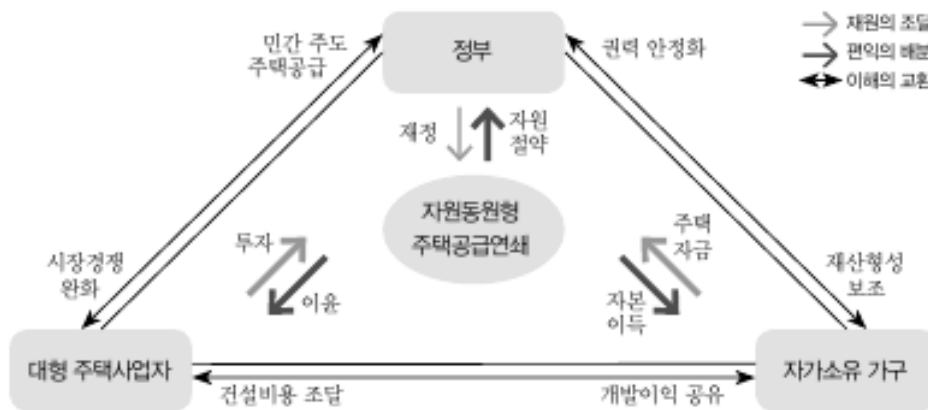 민간 주도
주택공급
정부
권력 안정화
재원의 조달
편익의 배분
이해의 교환
재정
자원
절약
자원동원형
주택공급연쇄
투자
이윤
주택
자금
자본
이득
시장경쟁
완화
재산형성
보조
대형 주택사업자
자가소유 가구
건설비용 조달
개발이익 공유